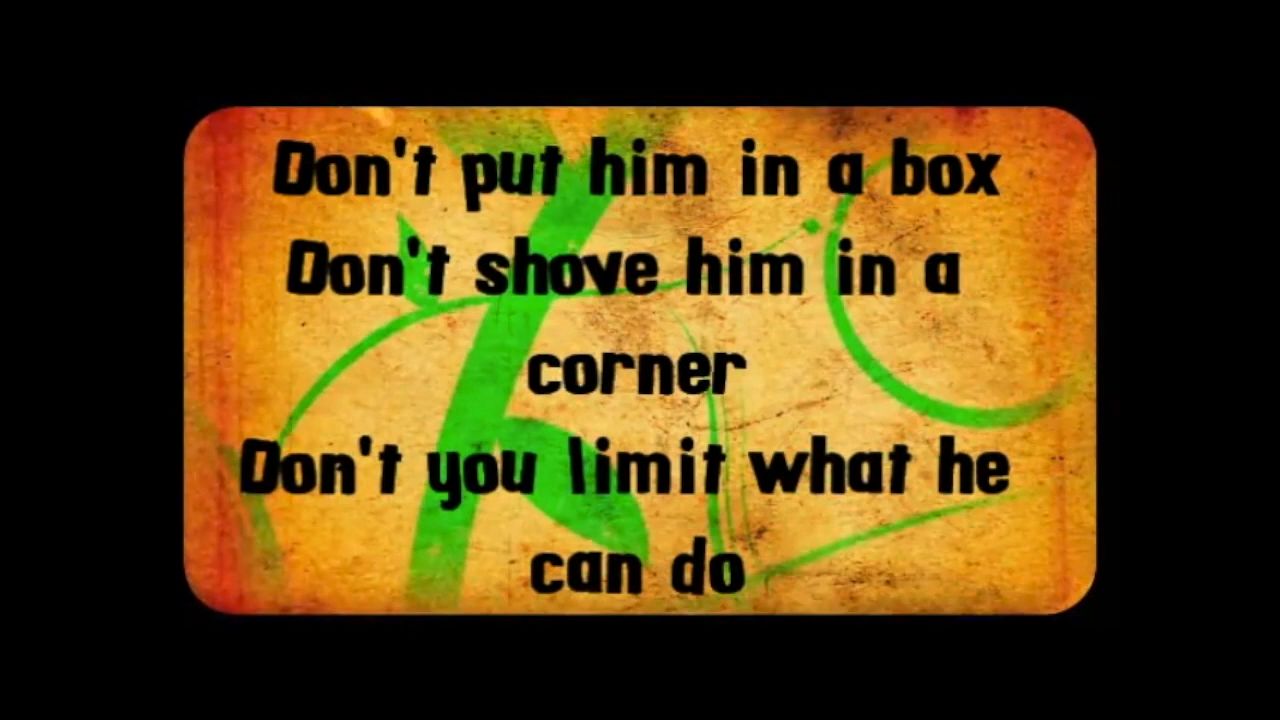 Don't put him in a box
Don't shove him in a
corner
Don't you limit what he
can do